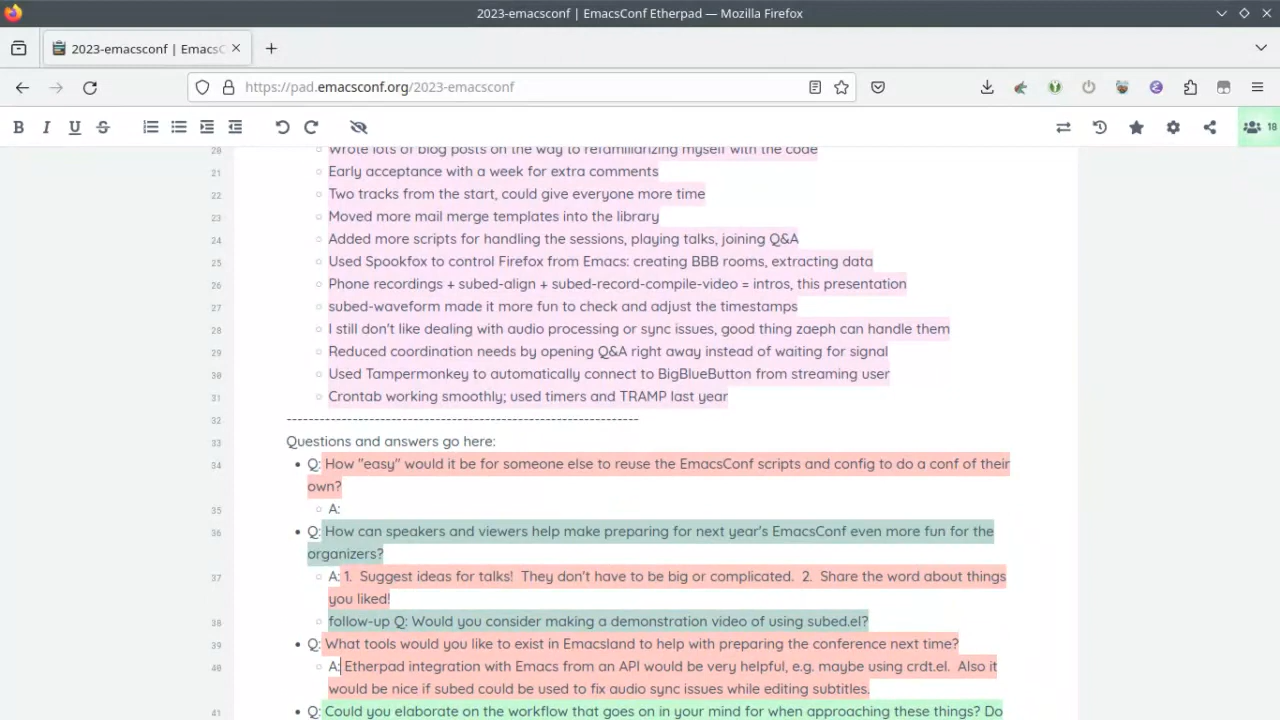 2023-emacsconf | EmacsConf Etherpad — Mozilla Firefox
2023-emacsconf | EmacsC
https://pad.emacsconf.org/2023-emacsconf
B I U S
18
20 Wrote lots of blog posts on the way to refamiliarizing myself with the code
21 Early acceptance with a week for extra comments
22 Two tracks from the start, could give everyone more time
23 Moved more mail merge templates into the library
24 Added more scripts for handling the sessions, playing talks, joining Q&A
25 Used Spookfox to control Firefox from Emacs: creating BBB rooms, extracting data
26 Phone recordings + subed-align + subed-record-compile-video = intros, this presentation
27 subed-waveform made it more fun to check and adjust the timestamps
28 I still don't like dealing with audio processing or sync issues, good thing zaeph can handle them
29 Reduced coordination needs by opening Q&A right away instead of waiting for signal
30 Used Tampermonkey to automatically connect to BigBlueButton from streaming user
31 Crontab working smoothly; used timers and TRAMP last year
32 ----------------------------------------------------------------
33 Questions and answers go here:
34 Q: How "easy" would it be for someone else to reuse the EmacsConf scripts and config to do a conf of their
own?
35 A:
36 Q: How can speakers and viewers help make preparing for next year's EmacsConf even more fun for the
organizers?
37 A: 1. Suggest ideas for talks! They don't have to be big or complicated. 2. Share the word about things
you liked!
38 follow-up Q: Would you consider making a demonstration video of using subed.el?
39 Q: What tools would you like to exist in Emacsland to help with preparing the conference next time?
40 A: Etherpad integration with Emacs from an API would be very helpful, e.g. maybe using crdt.el. Also it
would be nice if subed could be used to fix audio sync issues while editing subtitles.
41 Q: Could you elaborate on the workflow that goes on in your mind for when approaching these things? Do